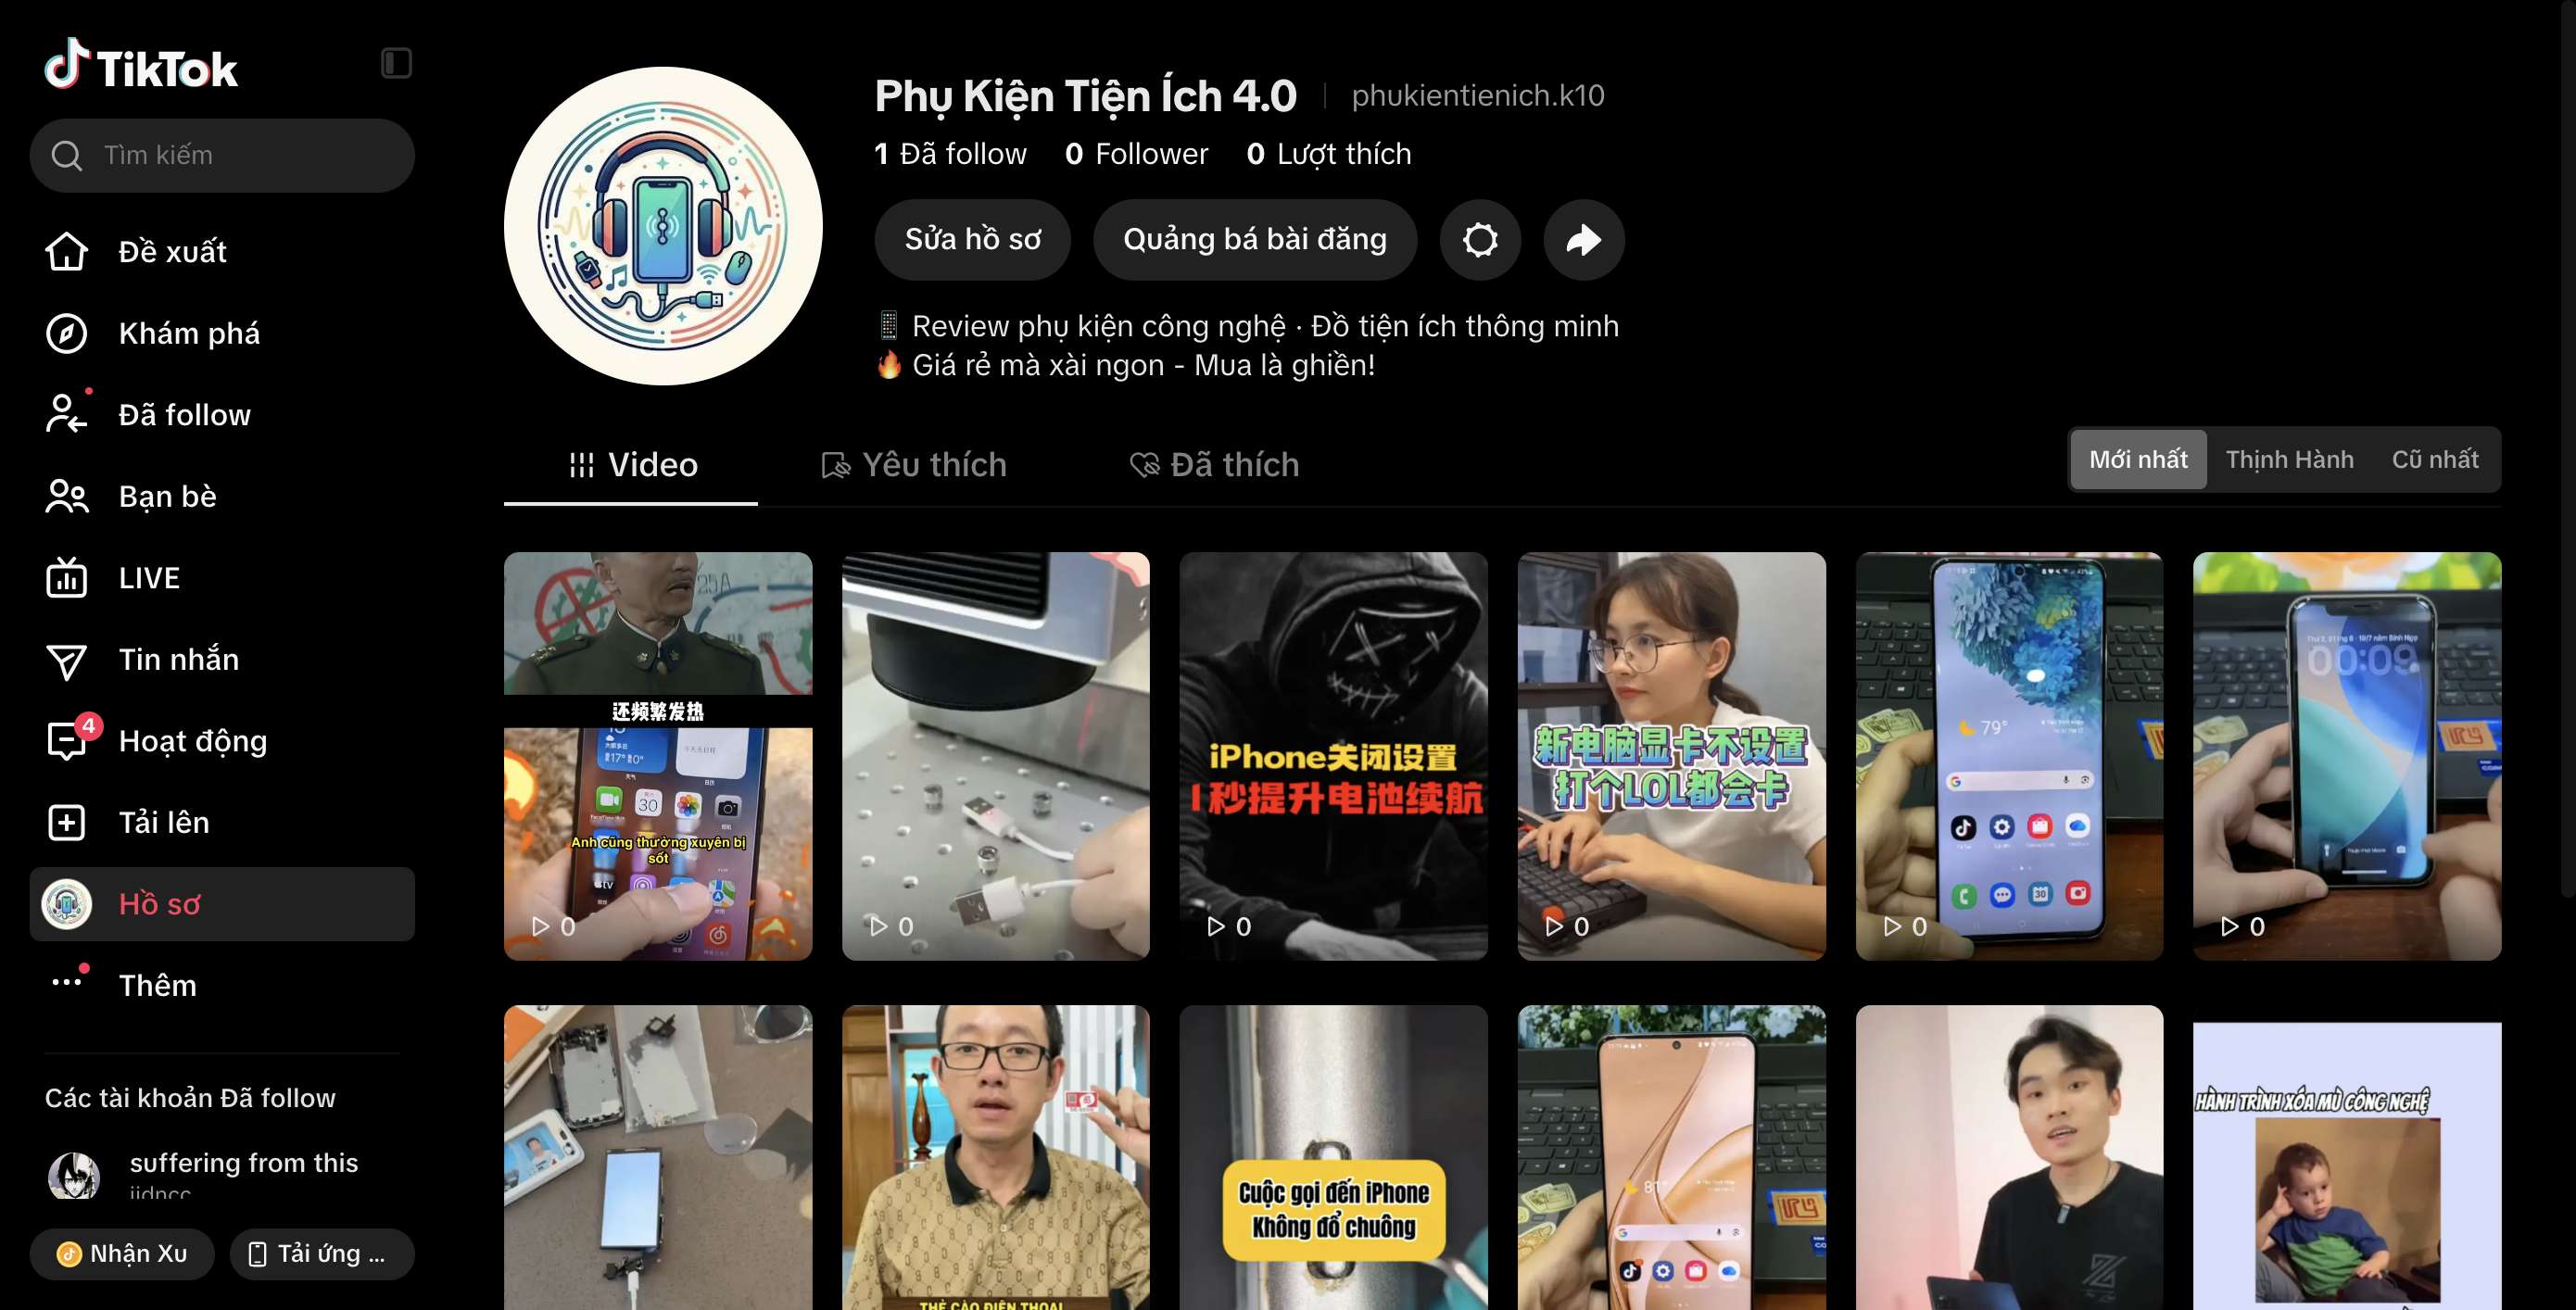 TikTok
Tìm kiếm
Đề xuất
Khám phá
Đã follow
Bạn bè
LIVE
Tin nhắn
4
Hoạt động
Tải lên
Hồ sơ
Thêm
Các tài khoản Đã follow
suffering from this
Nhận Xu
Tải ứng ...
Phụ Kiện Tiện Ích 4.0
phukientienich.k10
1 Đã follow 0 Follower 0 Lượt thích
Sửa hồ sơ
Quảng bá bài đăng
📱 Review phụ kiện công nghệ · Đồ tiện ích thông minh
🔥 Giá rẻ mà xài ngon - Mua là ghiền!
Video
Yêu thích
Đã thích
Mới nhất
Thịnh Hành
Cũ nhất
还频繁发热
30
Anh cũng thường xuyên bị
sốt
0
0
iPhone关闭设置
1秒提升电池续航
0
新电脑显卡不设置
打个LOL都会卡
0
79°
0
00:09
0
THẺ CÀO ĐIỆN THOẠI
Cuộc gọi đến iPhone
Không đổ chuông
81°
HÀNH TRÌNH XÓA MÙ CÔNG NGHỆ